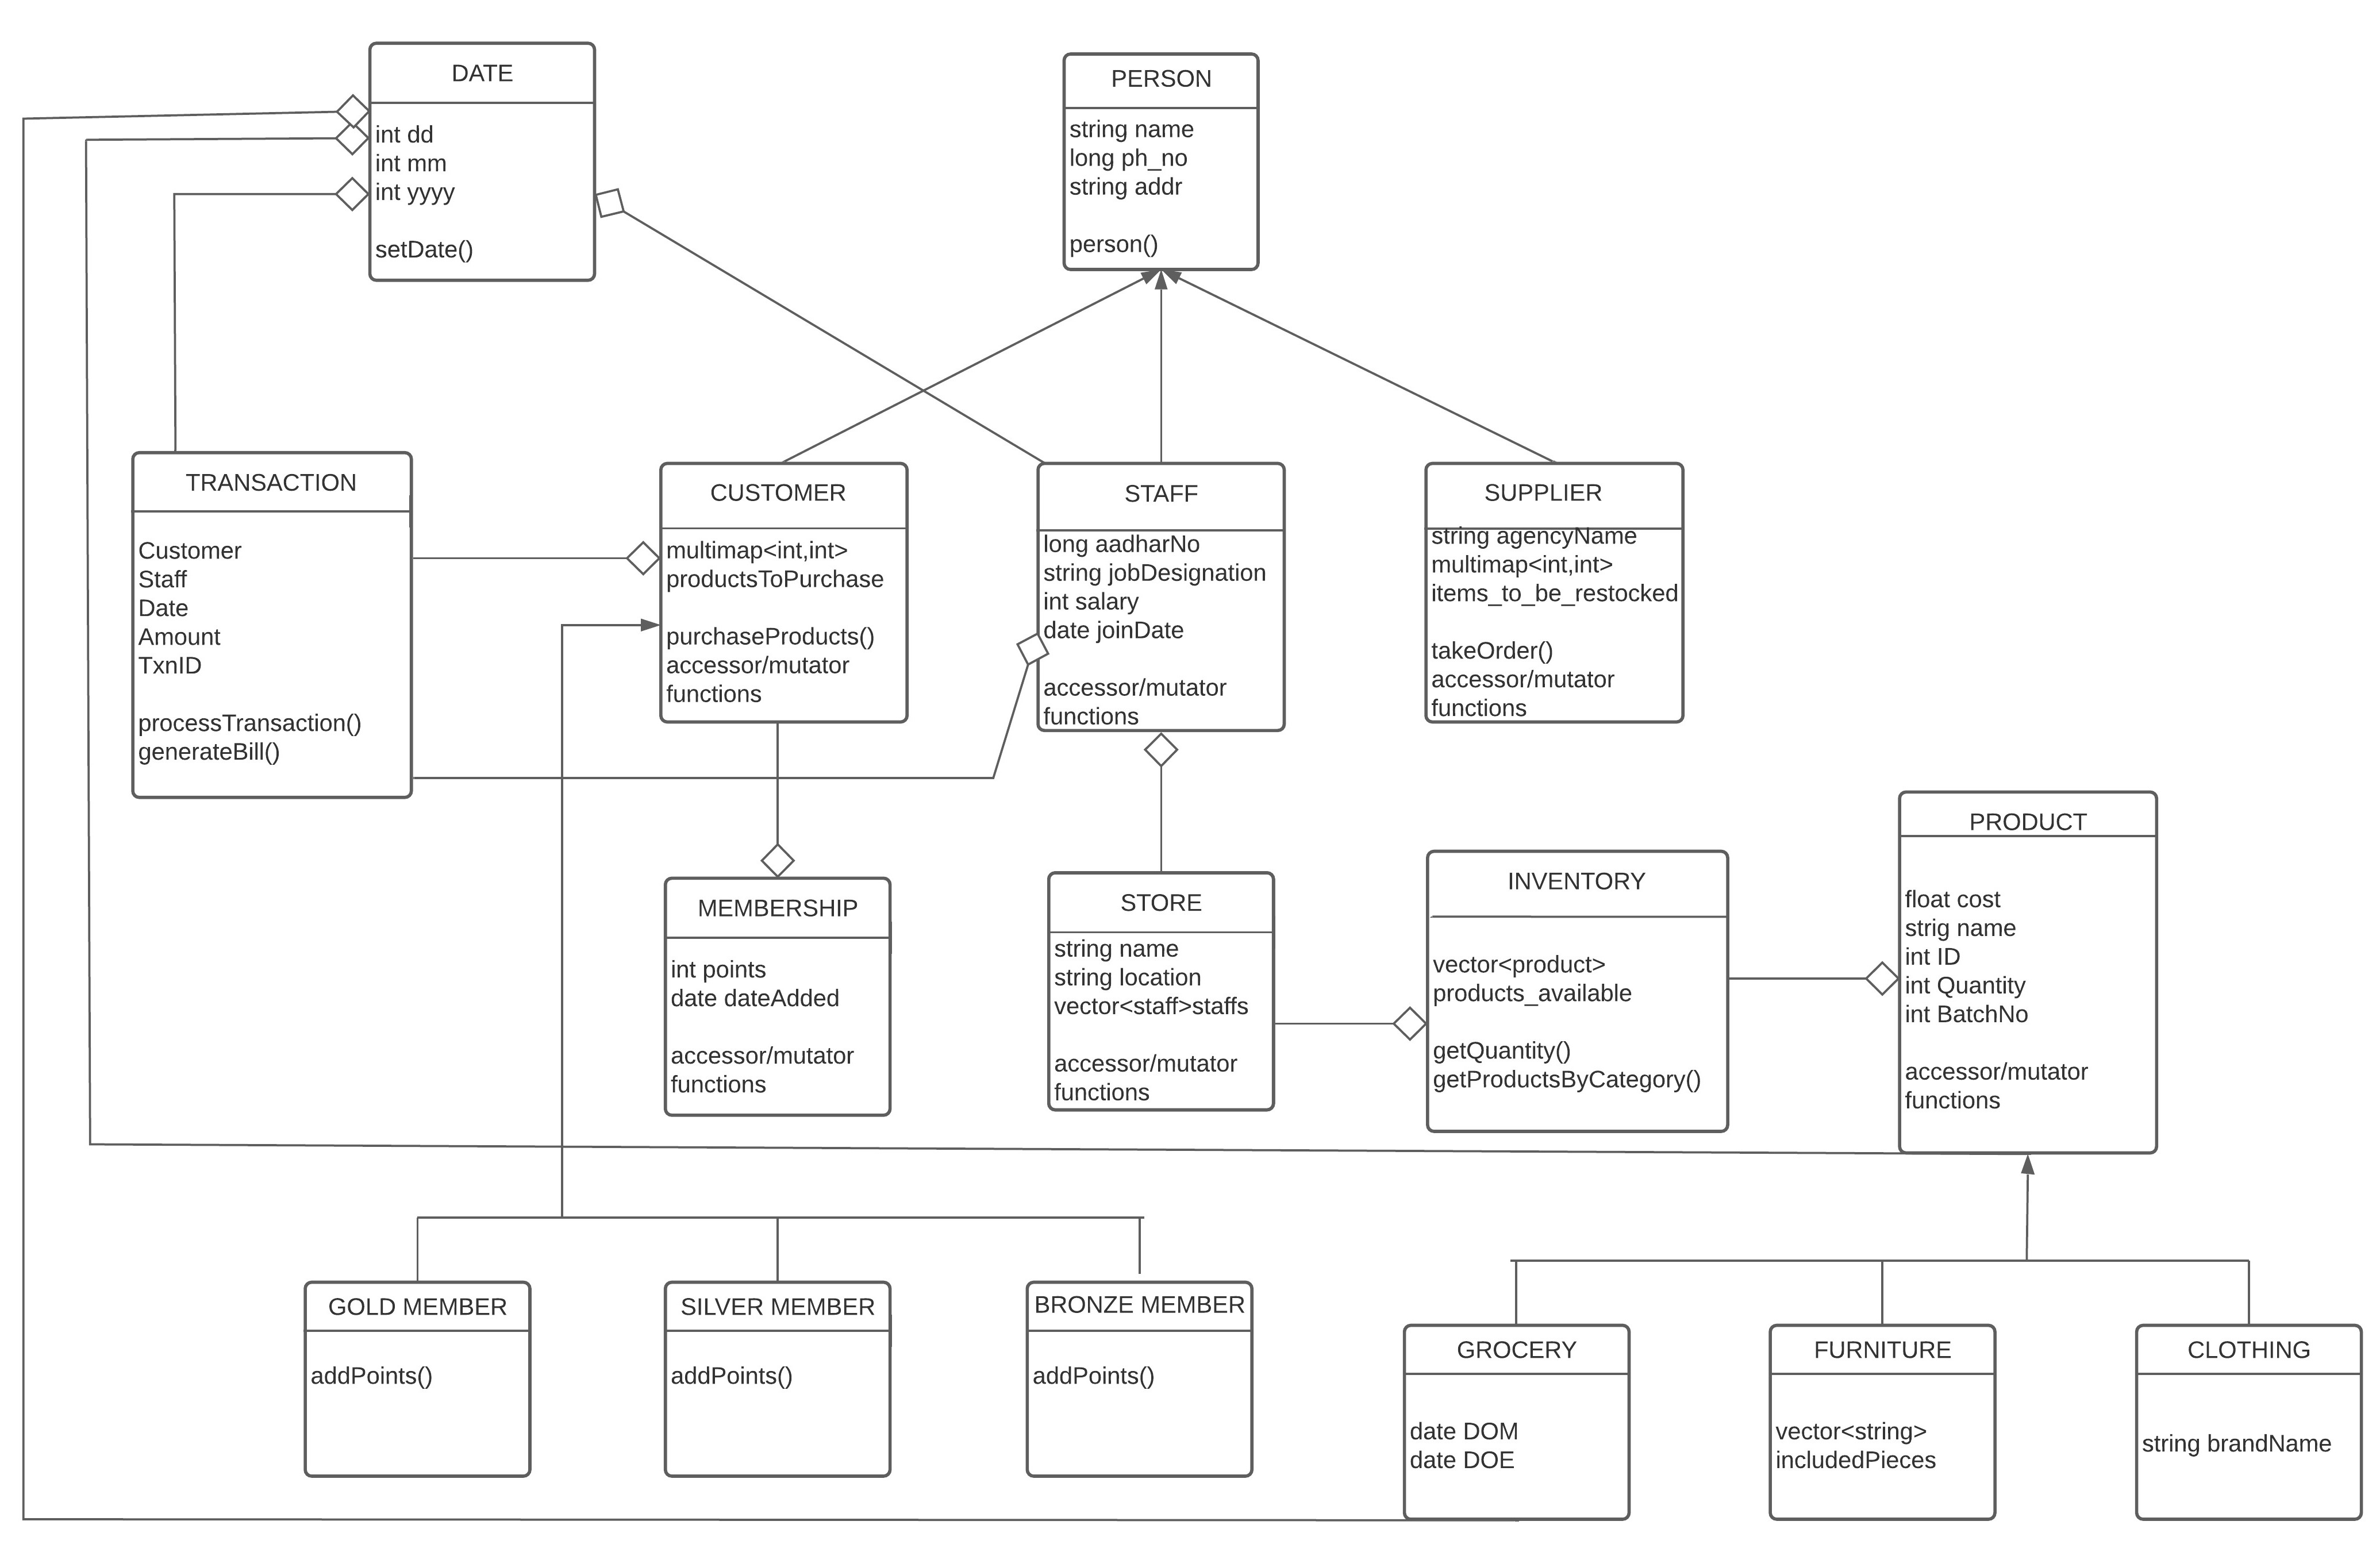 DATE
int dd
int mm
int yyyy
setDate()
PERSON
string name
long ph_no
string addr
person()
TRANSACTION
Customer
Staff
Date
Amount
TxnID
processTransaction()
generateBill()
CUSTOMER
multimap<int,int>
productsToPurchase
purchaseProducts()
accessor/mutator
functions
STAFF
long aadharNo
string jobDesignation
int salary
date joinDate
accessor/mutator
functions
SUPPLIER
string agencyName
multimap<int,int>
items_to_be_restocked
takeOrder()
accessor/mutator
functions
MEMBERSHIP
int points
date dateAdded
accessor/mutator
functions
STORE
string name
string location
vector<staff>staffs
accessor/mutator
functions
INVENTORY
vector<product>
products_available
getQuantity()
getProductsByCategory()
PRODUCT
float cost
strig name
int ID
int Quantity
int BatchNo
accessor/mutator
functions
GOLD MEMBER
addPoints()
SILVER MEMBER
addPoints()
BRONZE MEMBER
addPoints()
GROCERY
date DOM
date DOE
FURNITURE
vector<string>
includedPieces
CLOTHING
string brandName